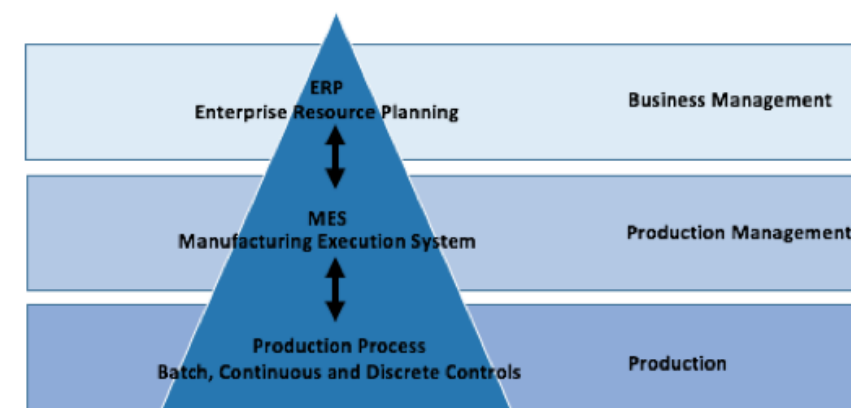 ERP
Enterprise Resource Planning
Business Management
MES
Manufacturing Execution System
Production Management
Production Process
Batch, Continuous and Discrete Controls
Production